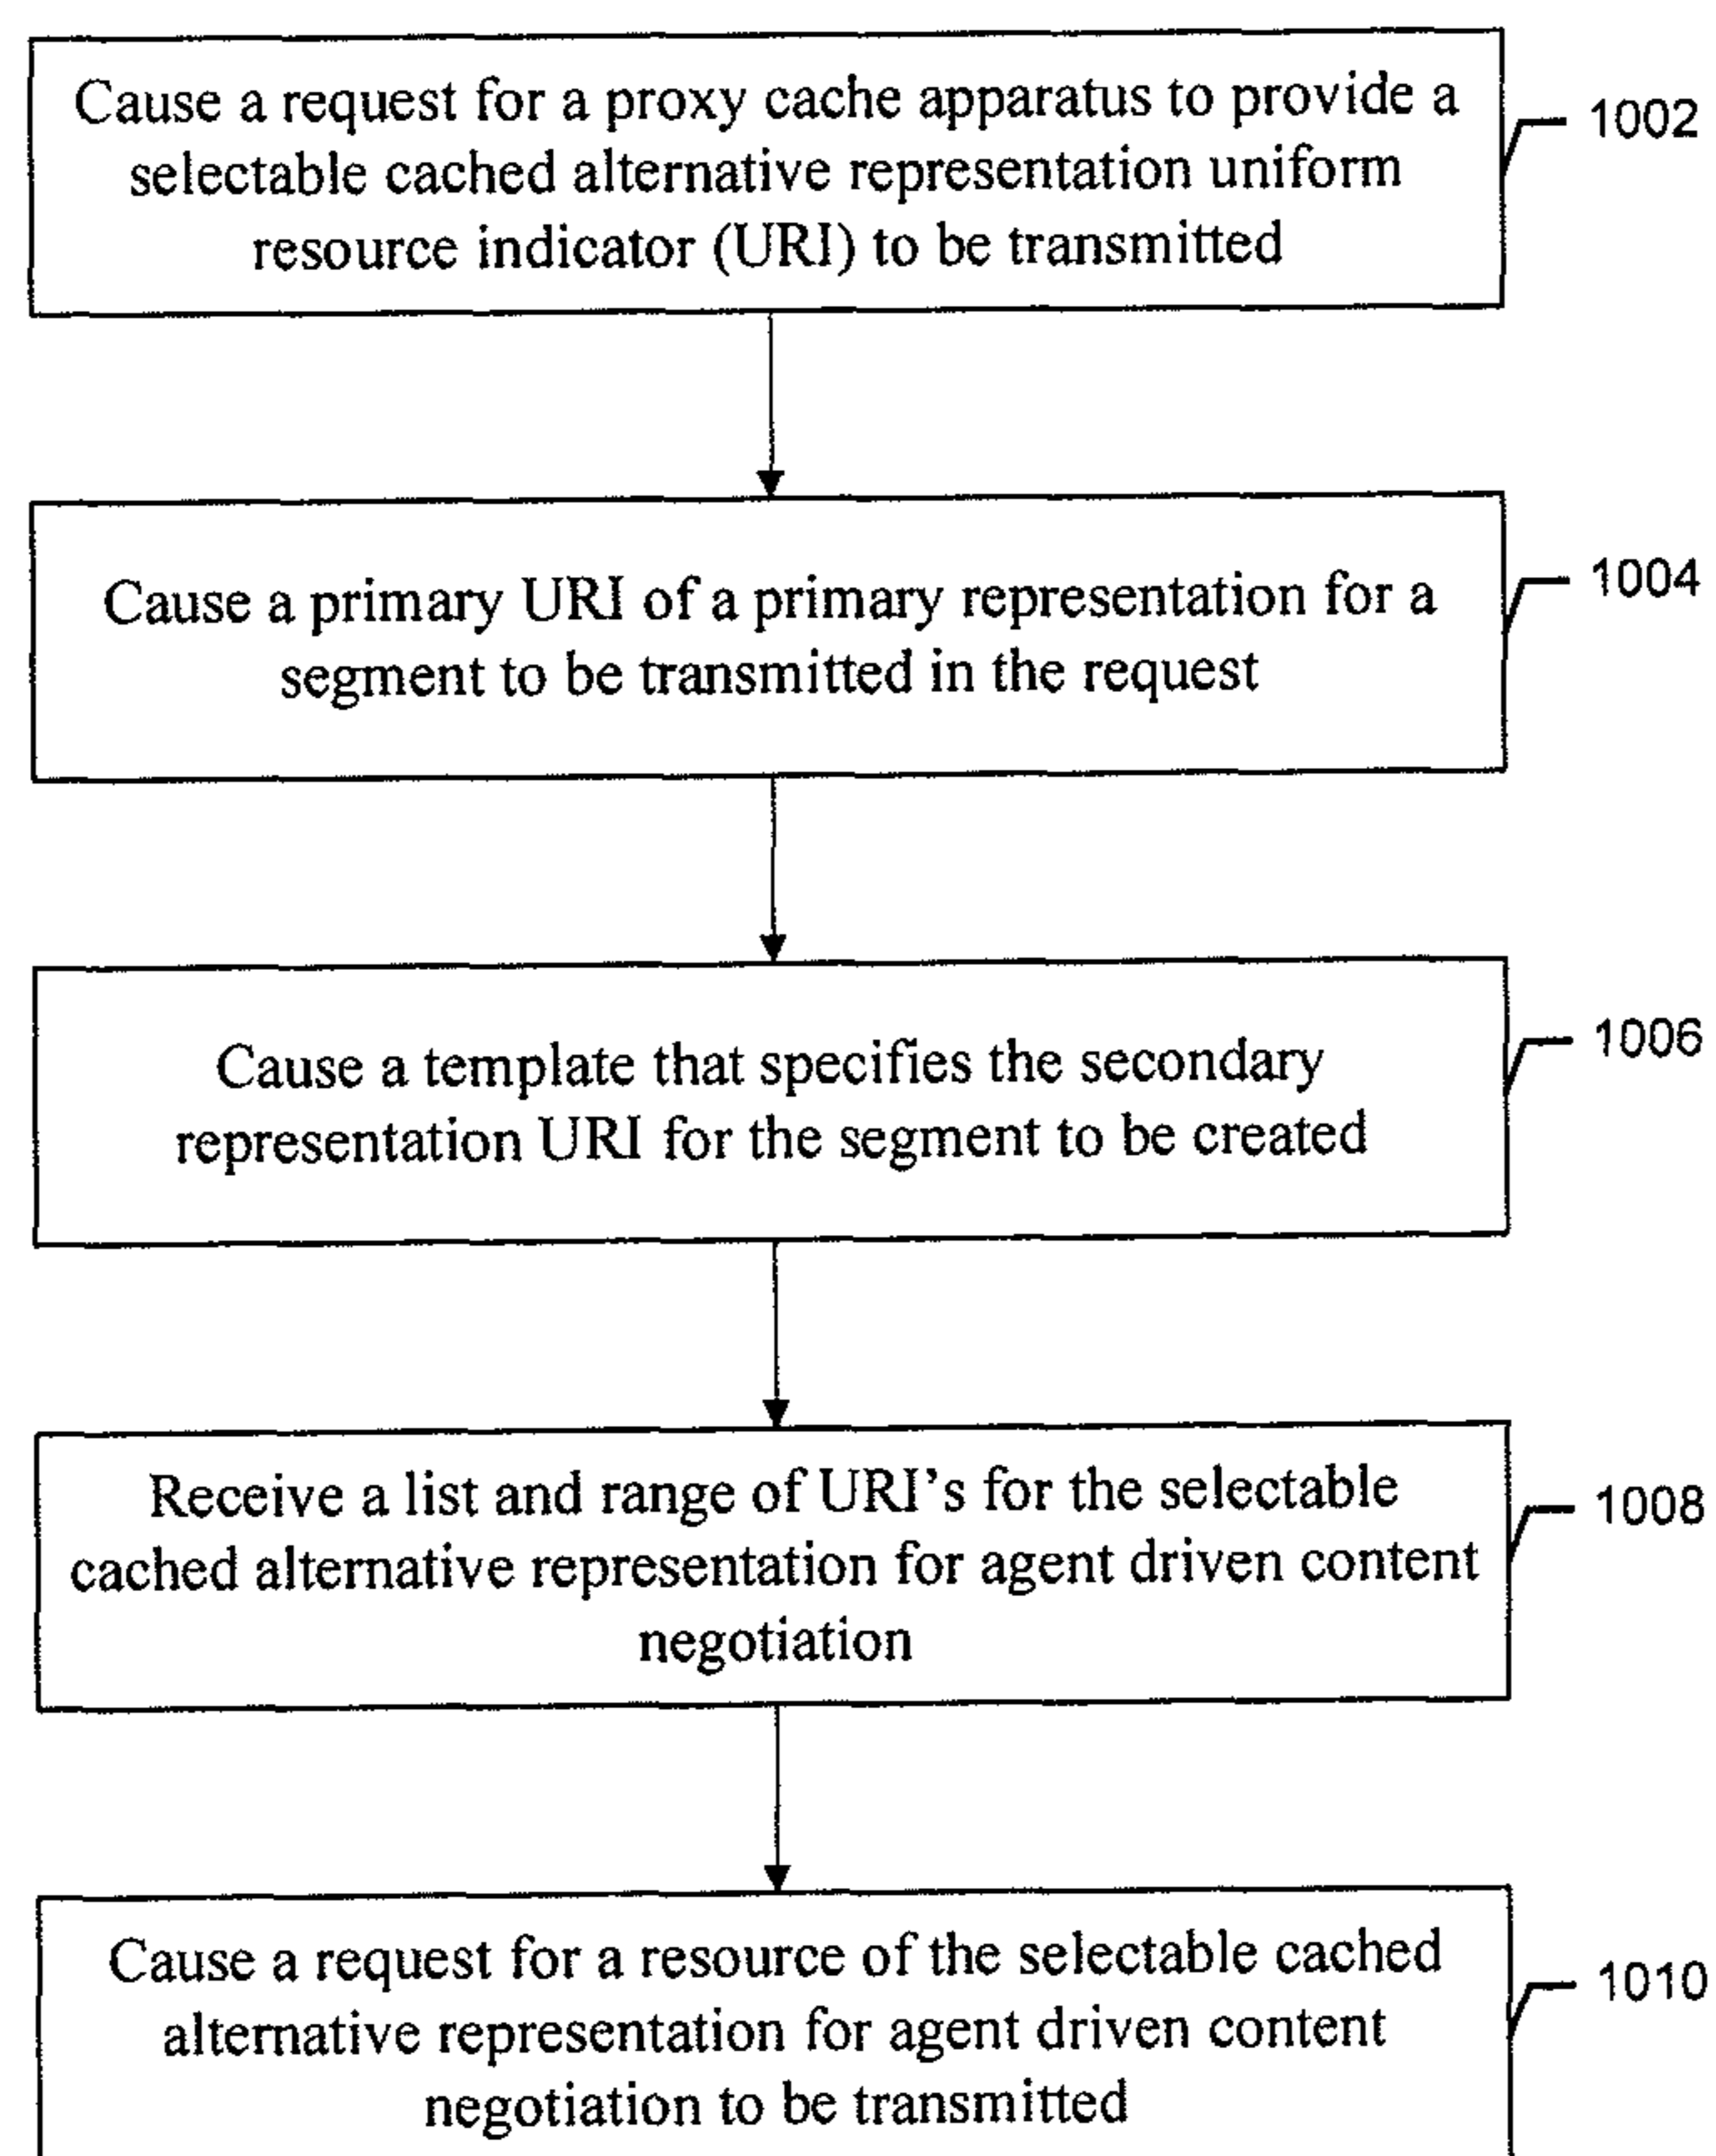 Cause a request for a proxy cache apparatus to provide a
selectable cached alternative representation uniform
resource indicator (URI) to be transmitted
1002
Cause a primary URI of a primary representation for a
segment to be transmitted in the request
1004
Cause a template that specifies the secondary
representation URI for the segment to be created
1006
Receive a list and range of URI’s for the selectable
cached alternative representation for agent driven content
negotiation
1008
Cause a request for a resource of the selectable cached
alternative representation for agent driven content
negotiation to be transmitted
1010